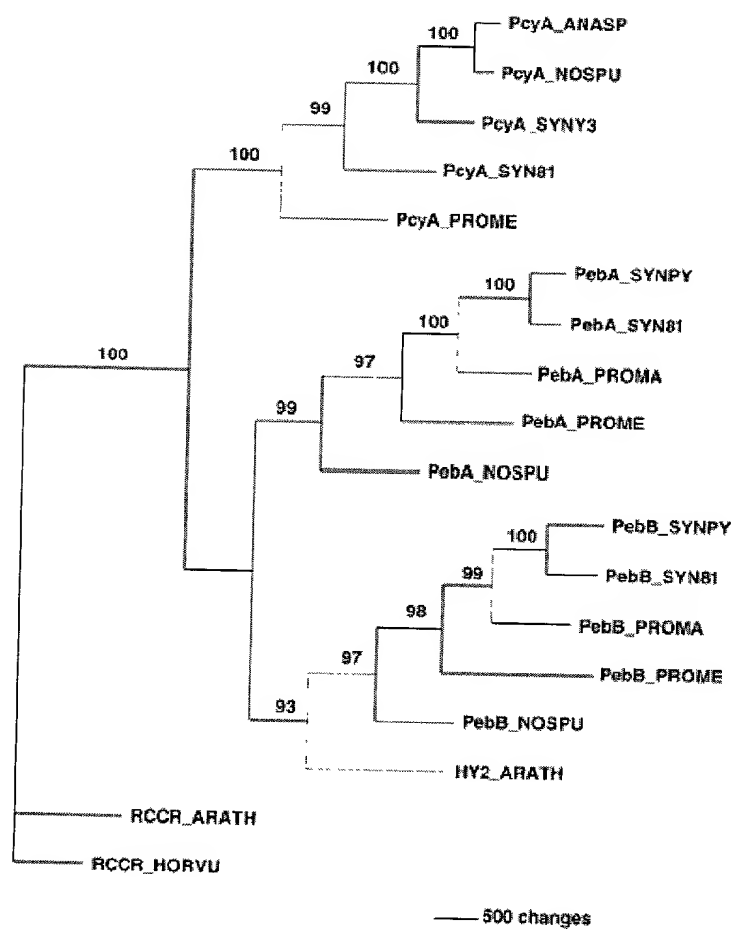 100
PcyA_ANASP
100
PcyA_NOSPU
99
PcyA_SYNY3
100
PcyA_SYN81
PcyA_PROME
PebA_SYNPY
100
PebA_SYN81
100
97
PebA_PROMA
100
99
PebA_PROME
PebA_NOSPU
PebB_SYNPY
100
PebB_SYN81
99
98
PebB_PROMA
97
PebB_PROME
93
PebB_NOSPU
HY2_ARATH
RCCR_ARATH
RCCR_HORVU
500 changes